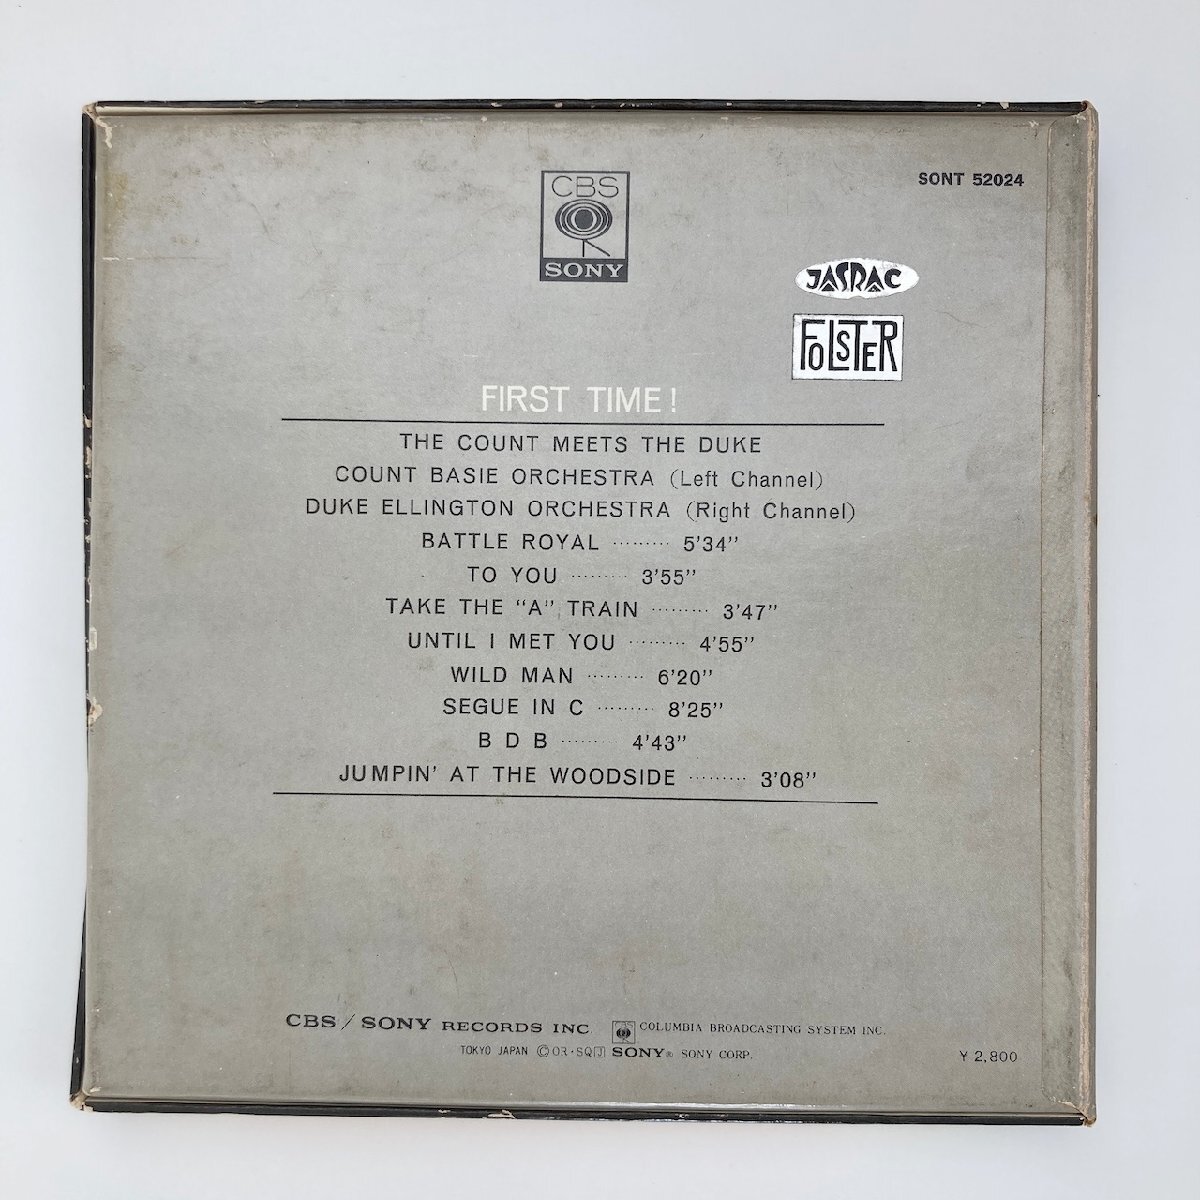 CBS
SONY
SONT 52024
JASRAC
FOLSTER
FIRST TIME!
THE COUNT MEETS THE DUKE
COUNT BASIE ORCHESTRA (Left Channel)
DUKE ELLINGTON ORCHESTRA (Right Channel)
BATTLE ROYAL ········· 5'34"
TO YOU ········· 3'55"
TAKE THE "A" TRAIN ········· 3'47"
UNTIL I MET YOU ········· 4'55"
WILD MAN ········· 6'20"
SEGUE IN C ········· 8'25"
B D B ········· 4'43"
JUMPIN' AT THE WOODSIDE ········· 3'08"
CBS / SONY RECORDS INC COLUMBIA BROADCASTING SYSTEM INC.
TOKYO JAPAN Ⓒ OR·SQ J SONY® SONY CORP.
¥ 2,800